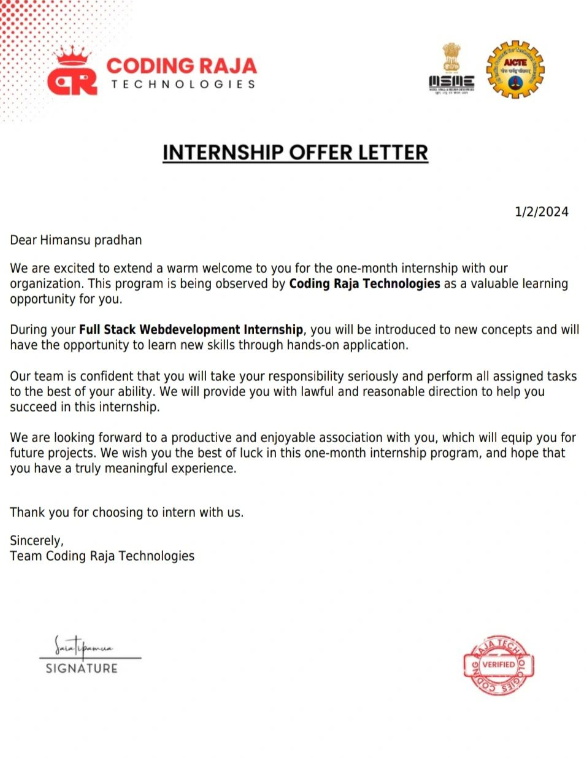 CODING RAJA
TECHNOLOGIES
MSME
AICTE
INTERNSHIP OFFER LETTER
1/2/2024
Dear Himansu pradhan
We are excited to extend a warm welcome to you for the one-month internship with our
organization. This program is being observed by Coding Raja Technologies as a valuable learning
opportunity for you.
During your Full Stack Webdevelopment Internship, you will be introduced to new concepts and will
have the opportunity to learn new skills through hands-on application.
Our team is confident that you will take your responsibility seriously and perform all assigned tasks
to the best of your ability. We will provide you with lawful and reasonable direction to help you
succeed in this internship.
We are looking forward to a productive and enjoyable association with you, which will equip you for
future projects. We wish you the best of luck in this one-month internship program, and hope that
you have a truly meaningful experience.
Thank you for choosing to intern with us.
Sincerely,
Team Coding Raja Technologies
SIGNATURE
CODING RAJA TECHNOLOGIES
VERIFIED